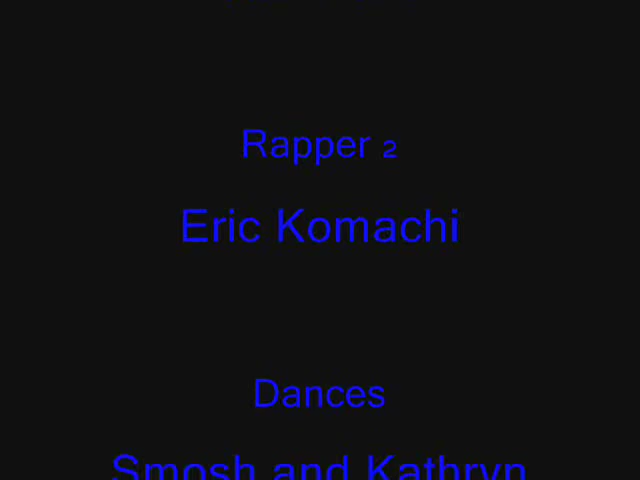 Rapper 2
Eric Komachi
Dances
Smosh and Kathryn